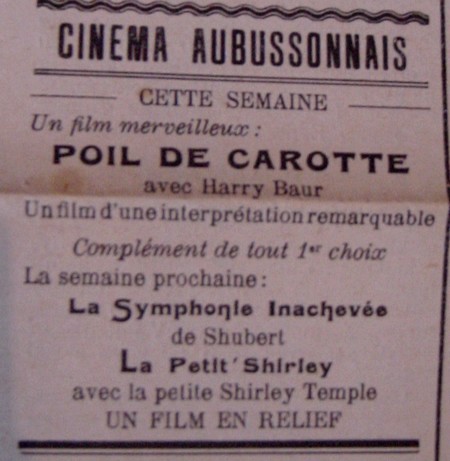 CINEMA AUBUSSONNAIS
CETTE SEMAINE
Un film merveilleux :
POIL DE CAROTTE
avec Harry Baur
Un film d'une interprétation remarquable
Complément de tout 1er choix
La semaine prochaine :
La Symphonie Inachevée
de Shubert
La Petit' Shirley
avec la petite Shirley Temple
UN FILM EN RELIEF